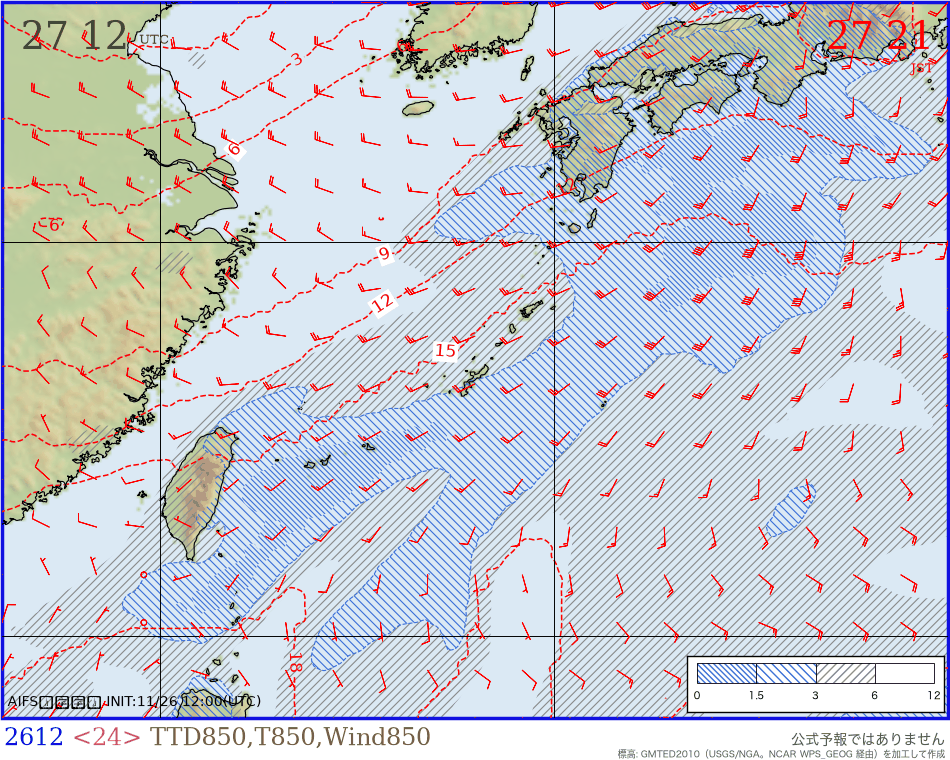 27 12 UTC
27 21
JST
3
6
6
9
12
15
18
AIFS INIT:11/26 12:00(UTC)
0 1.5 3 6 12
2612 <24> TTD850,T850,Wind850
公式予報ではありません
標高: GMTED2010（USGS/NGA。NCAR WPS_GEOG 経由）を加工して作成